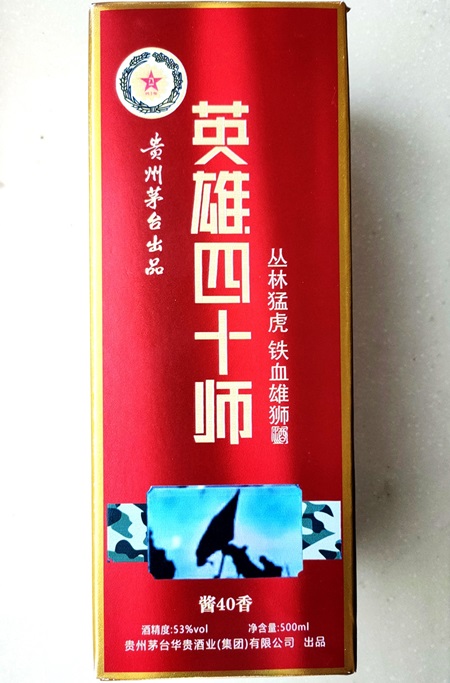 贵州茅台出品
英雄四十师
丛林猛虎 铁血雄狮
酱40香
酒精度:53%vol 净含量:500ml
贵州茅台华贵酒业(集团)有限公司 出品